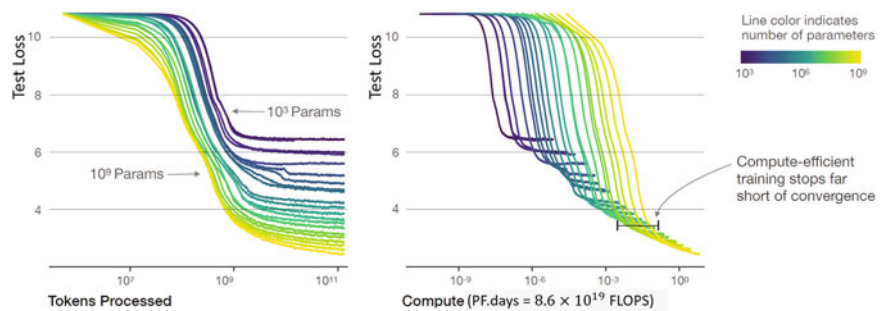 Test Loss
10
8
6
4
10³ Params
10⁹ Params
10⁷
10⁹
10¹¹
Tokens Processed
Test Loss
10
8
6
4
10⁻⁹
10⁻⁶
10⁻³
10⁰
Compute (PF.days = 8.6 × 10¹⁹ FLOPS)
Line color indicates
number of parameters
10³
10⁶
10⁹
Compute-efficient
training stops far
short of convergence